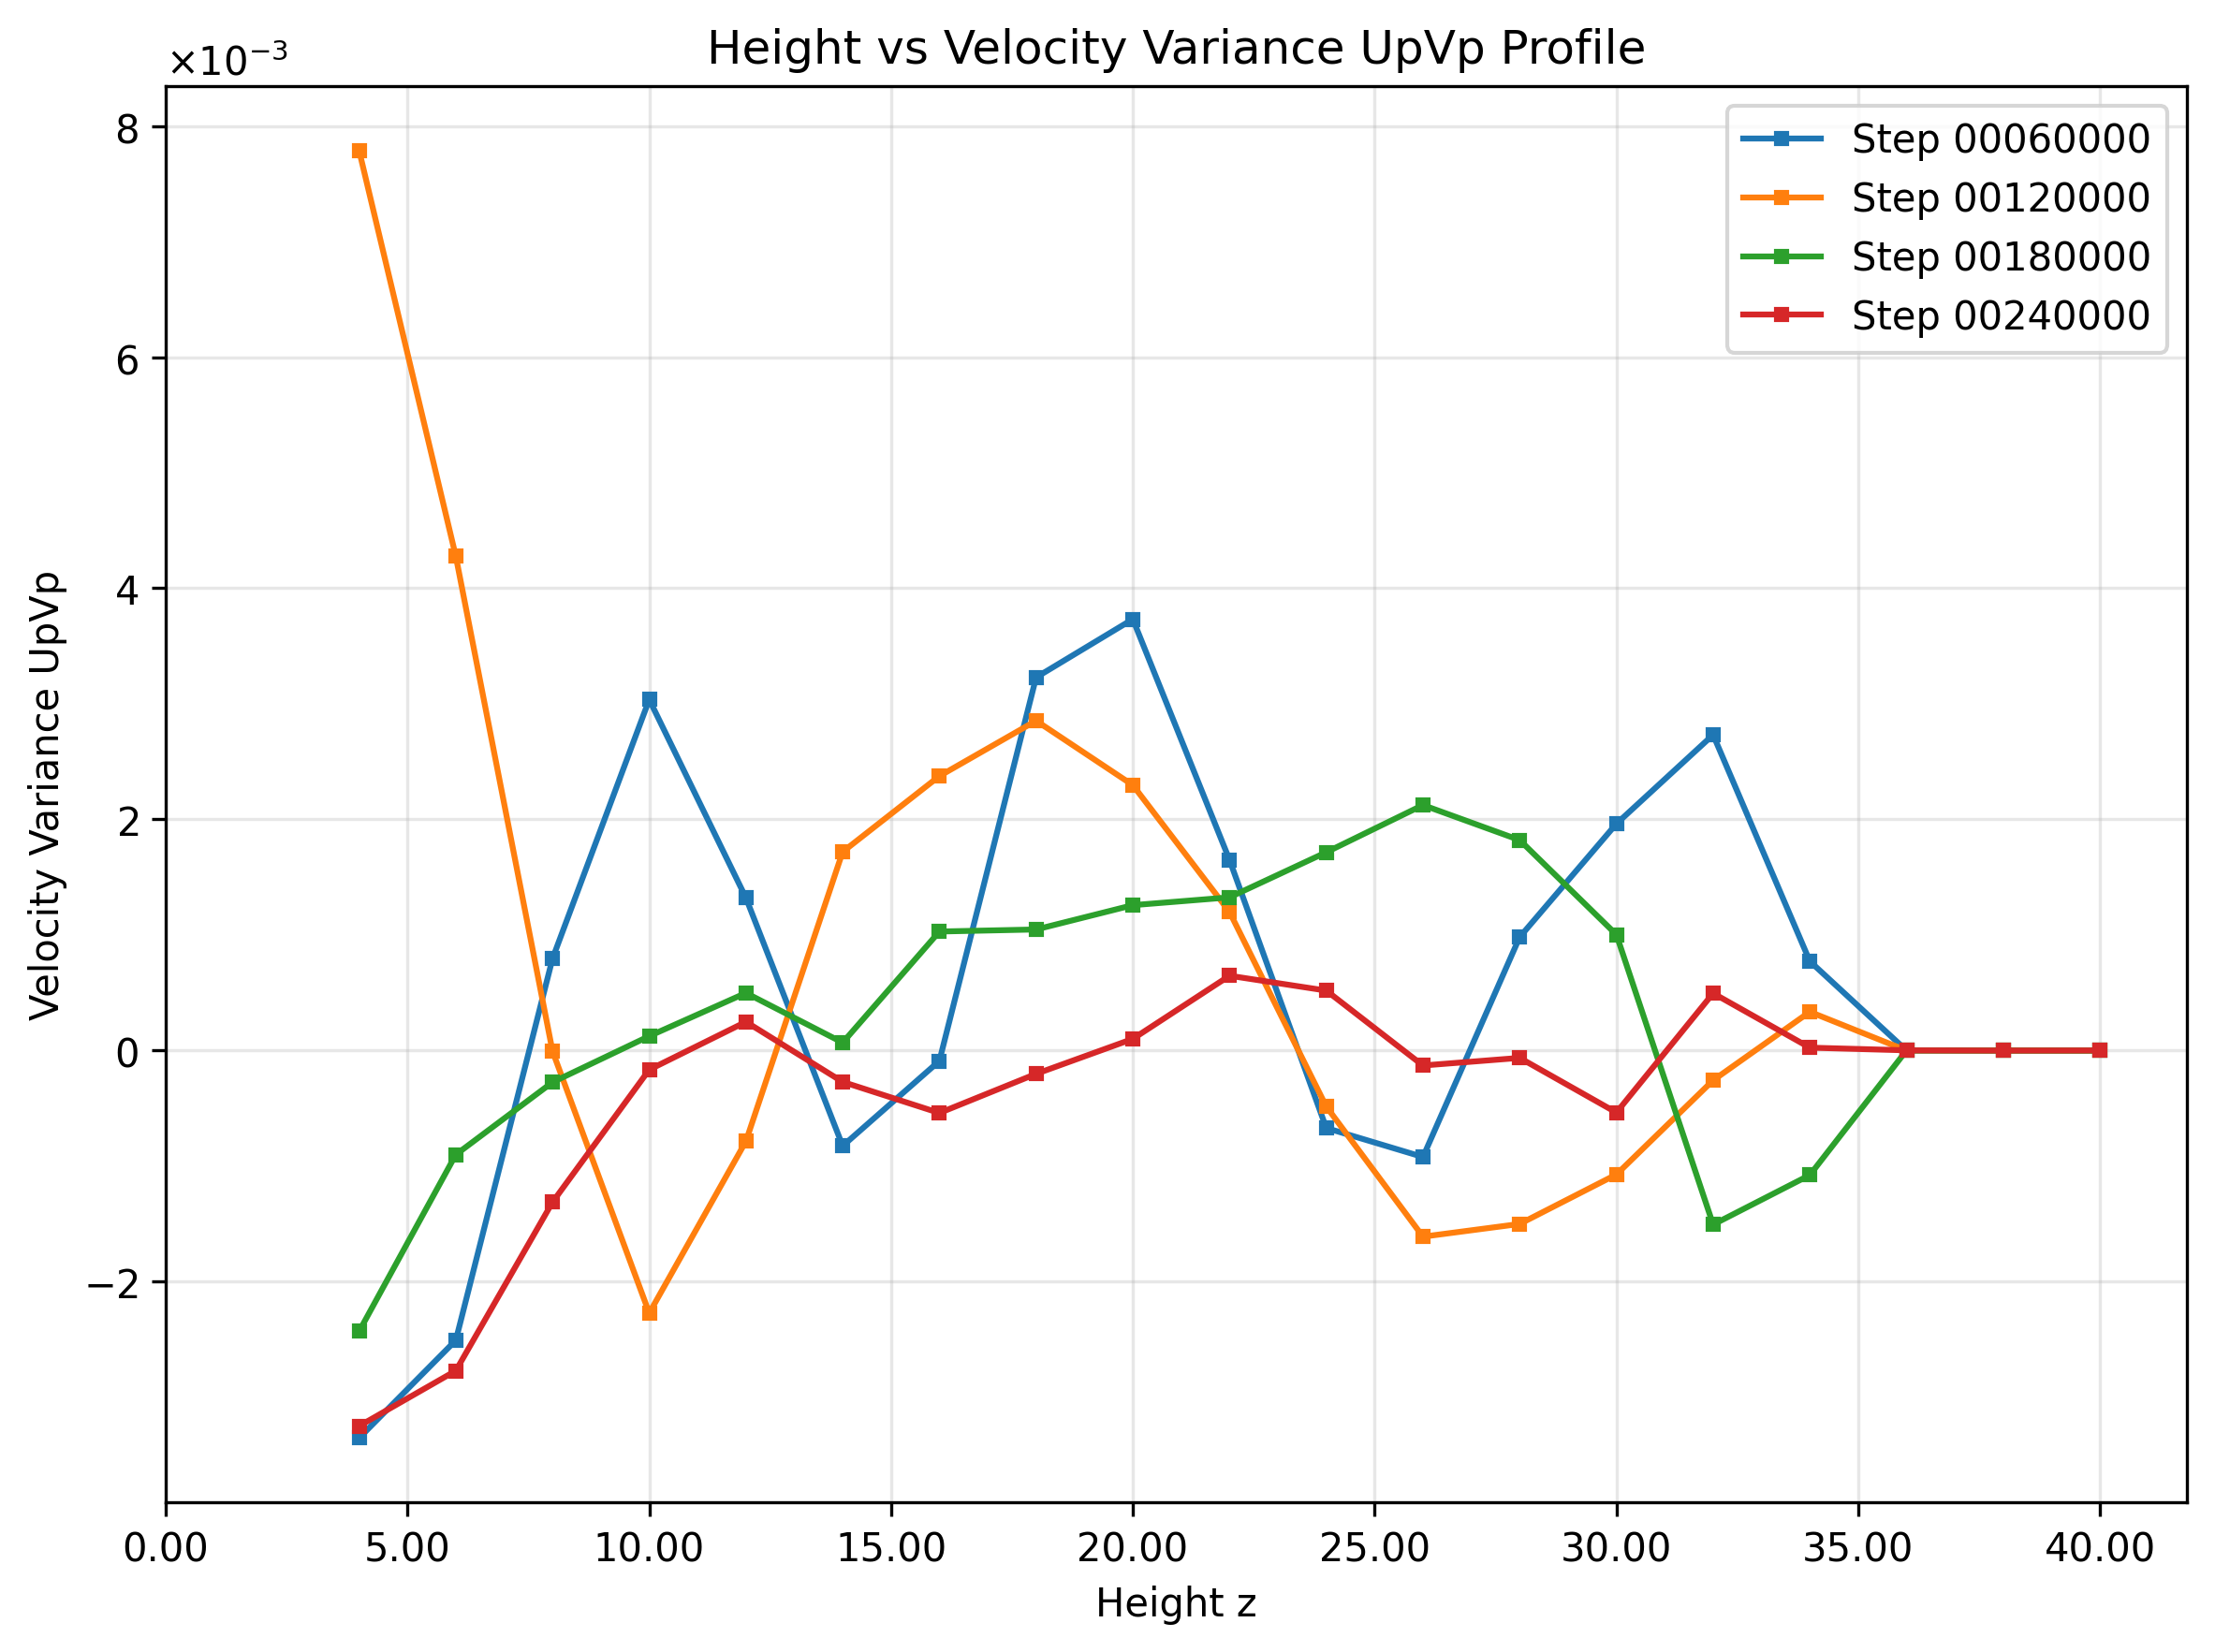 Height vs Velocity Variance UpVp Profile
×10⁻³
8
6
4
2
0
−2
Velocity Variance UpVp
Step 00060000
Step 00120000
Step 00180000
Step 00240000
0.00 5.00 10.00 15.00 20.00 25.00 30.00 35.00 40.00
Height z